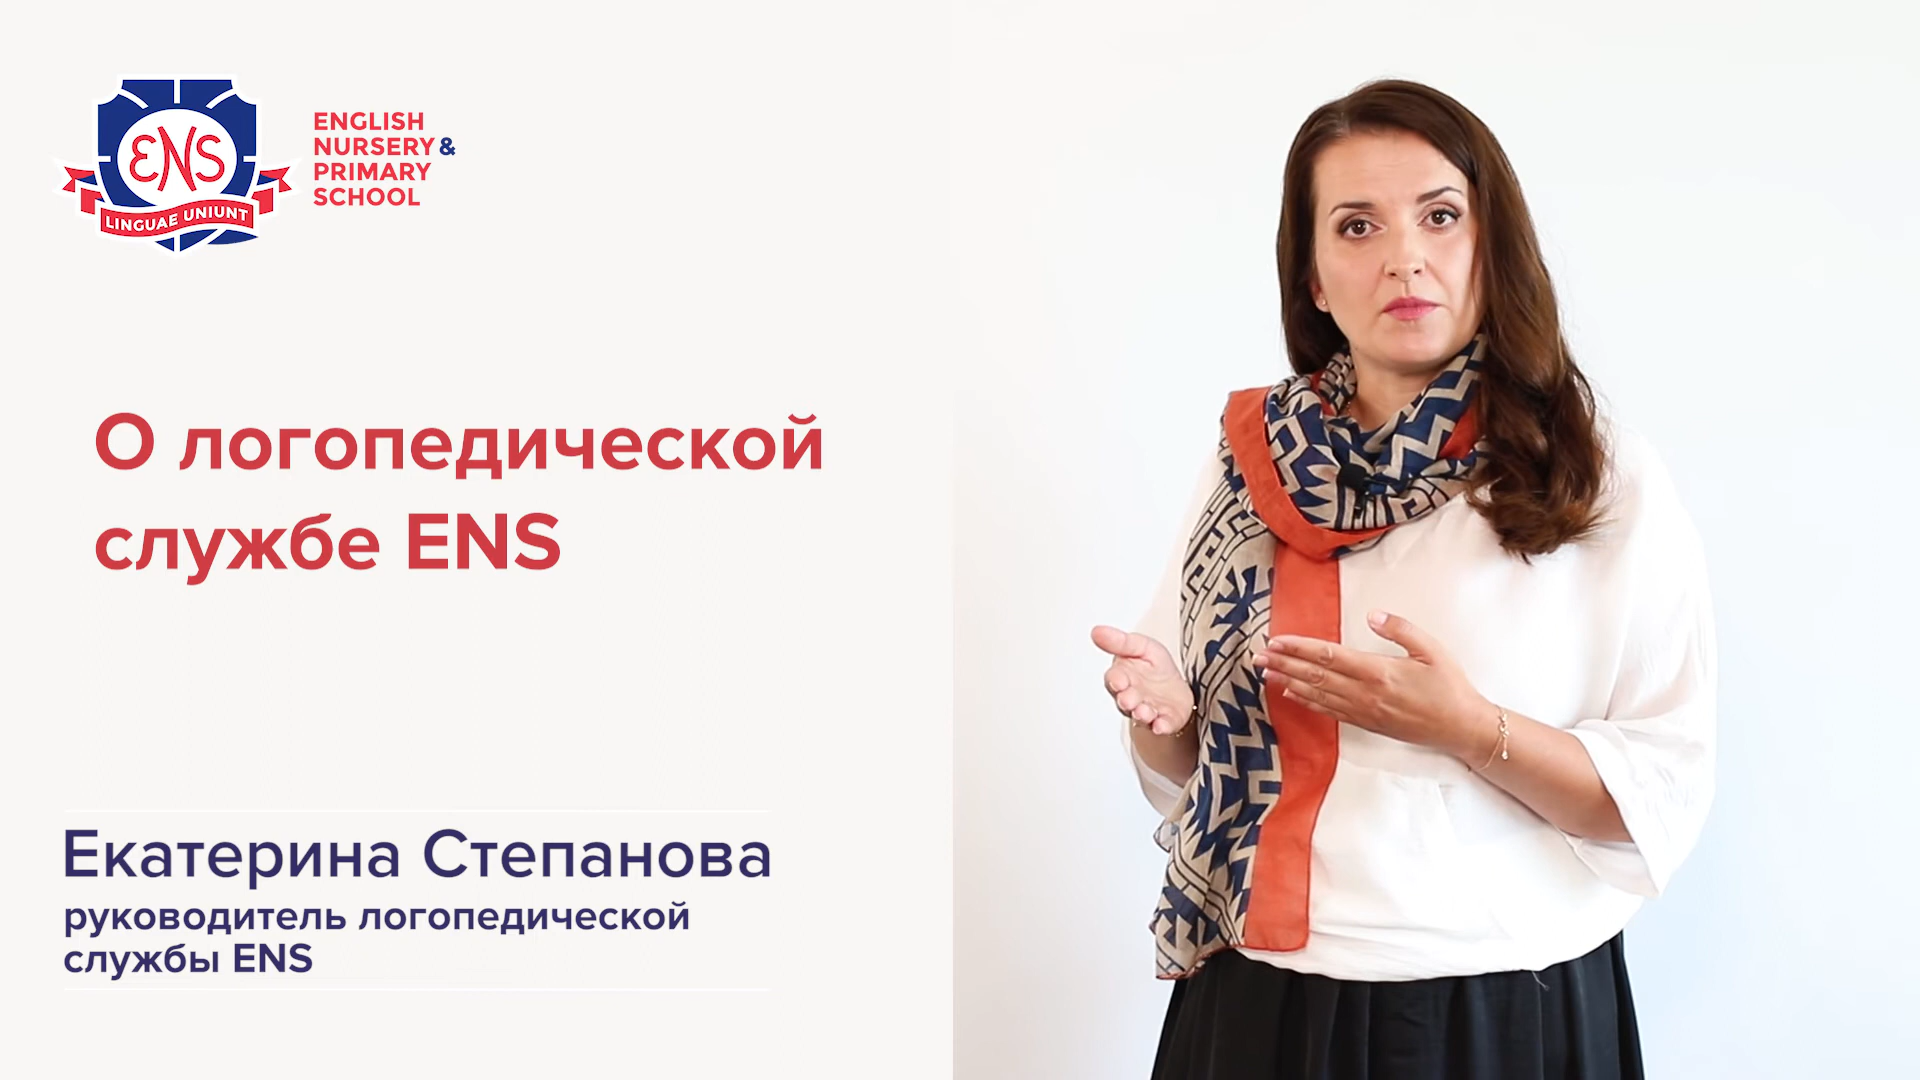 ENS
LINGUAE UNIUNT
ENGLISH
NURSERY &
PRIMARY
SCHOOL
О логопедической
службе ENS
Екатерина Степанова
руководитель логопедической
службы ENS